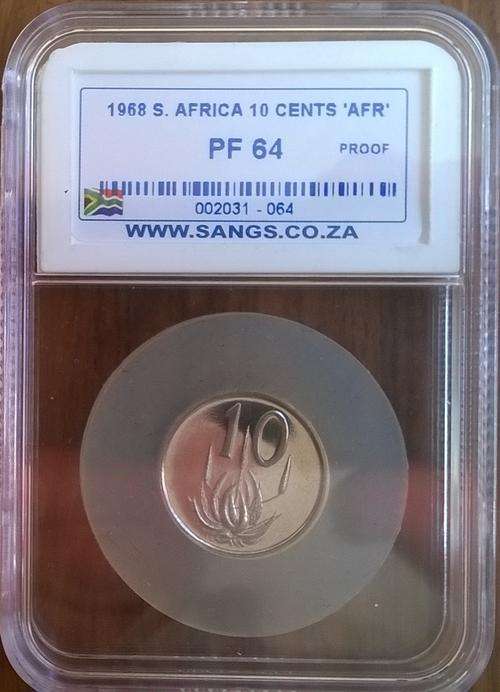 1968 S. AFRICA 10 CENTS 'AFR'
PF 64 PROOF
002031 - 064
WWW.SANGS.CO.ZA
10